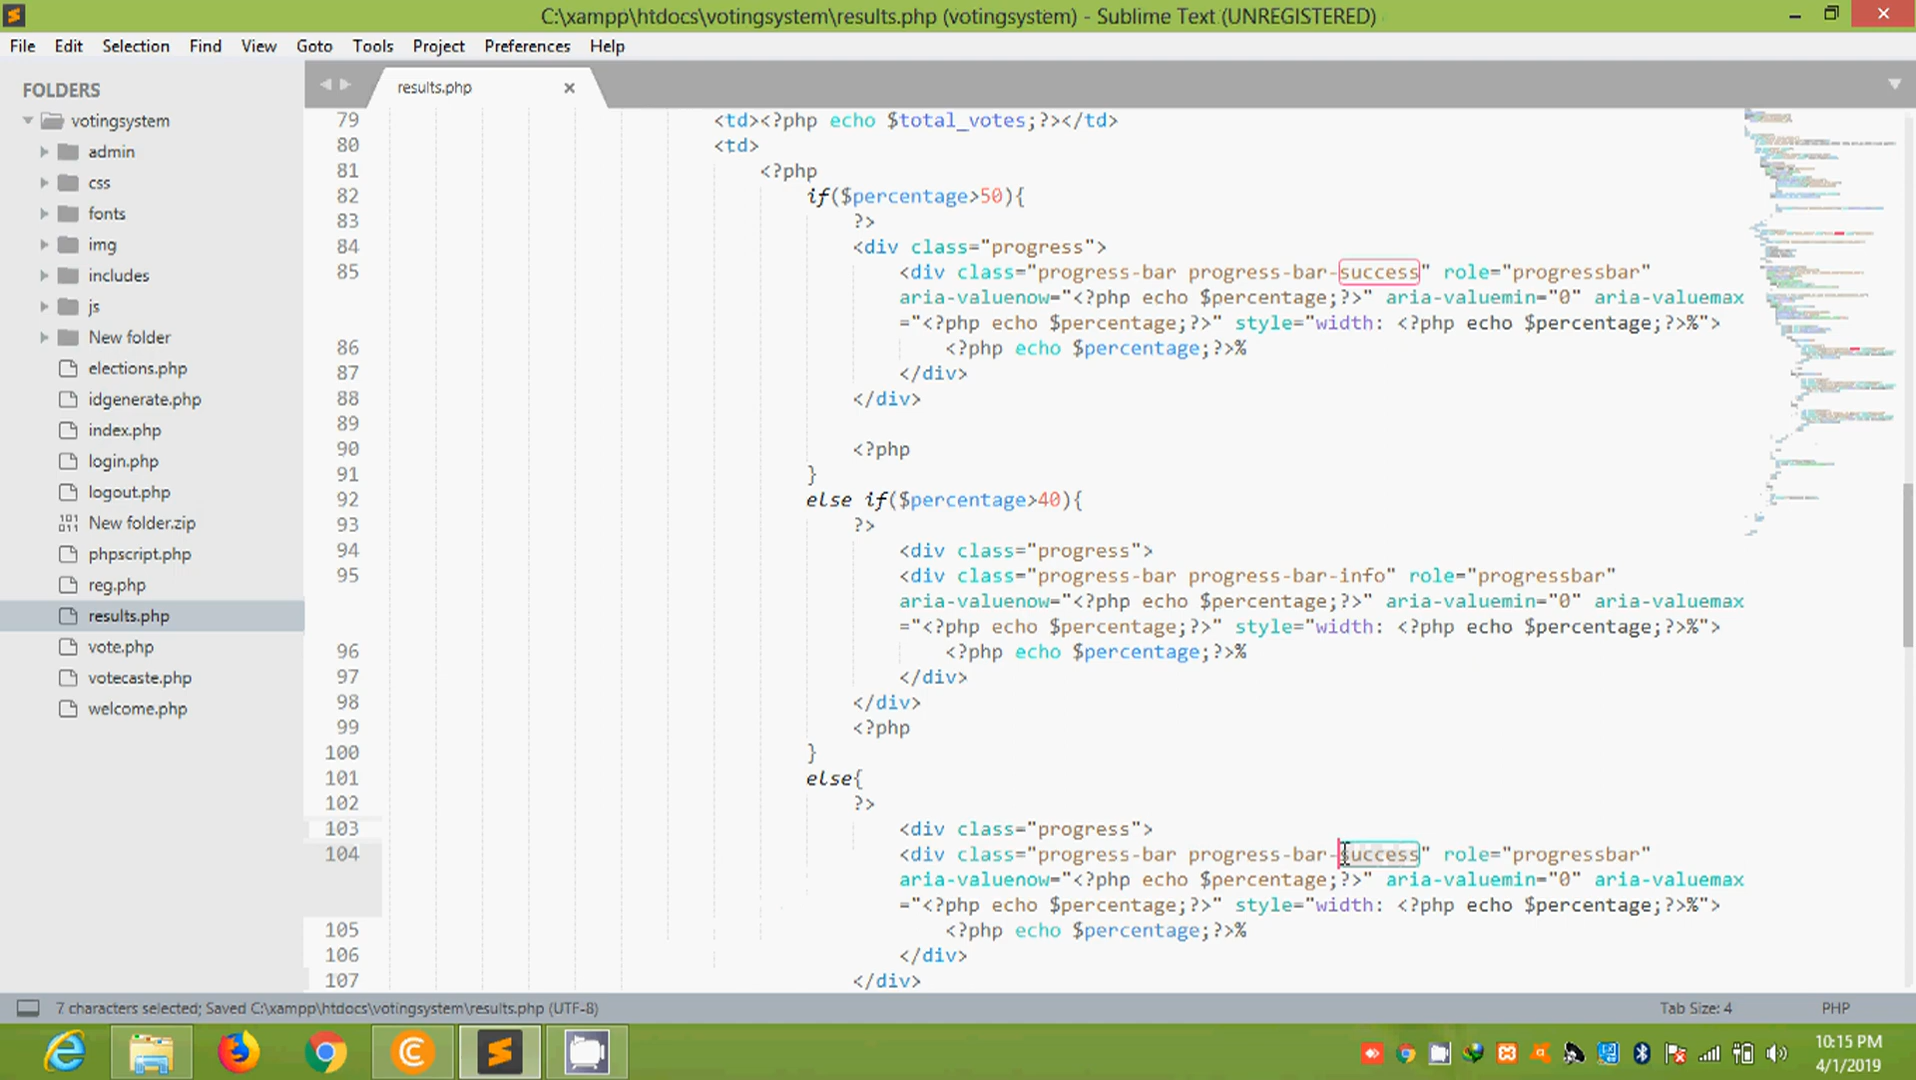 C:\xampp\htdocs\votingsystem\results.php (votingsystem) - Sublime Text (UNREGISTERED)
File Edit Selection Find View Goto Tools Project Preferences Help
FOLDERS
votingsystem
admin
css
fonts
img
includes
js
New folder
elections.php
idgenerate.php
index.php
login.php
logout.php
New folder.zip
phpscript.php
reg.php
results.php
vote.php
votecaste.php
welcome.php
results.php
79 <td><?php echo $total_votes;?></td>
80 <td>
81 <?php
82 if($percentage>50){
83 ?>
84 <div class="progress">
85 <div class="progress-bar progress-bar-success" role="progressbar"
aria-valuenow="<?php echo $percentage;?>" aria-valuemin="0" aria-valuemax
="<?php echo $percentage;?>" style="width: <?php echo $percentage;?>%">
86 <?php echo $percentage;?>%
87 </div>
88 </div>
89
90 <?php
91 }
92 else if($percentage>40){
93 ?>
94 <div class="progress">
95 <div class="progress-bar progress-bar-info" role="progressbar"
aria-valuenow="<?php echo $percentage;?>" aria-valuemin="0" aria-valuemax
="<?php echo $percentage;?>" style="width: <?php echo $percentage;?>%">
96 <?php echo $percentage;?>%
97 </div>
98 </div>
99 <?php
100 }
101 else{
102 ?>
103 <div class="progress">
104 <div class="progress-bar progress-bar-success" role="progressbar"
aria-valuenow="<?php echo $percentage;?>" aria-valuemin="0" aria-valuemax
="<?php echo $percentage;?>" style="width: <?php echo $percentage;?>%">
105 <?php echo $percentage;?>%
106 </div>
107 </div>
7 characters selected; Saved C:\xampp\htdocs\votingsystem\results.php (UTF-8)
Tab Size: 4 PHP
10:15 PM
4/1/2019